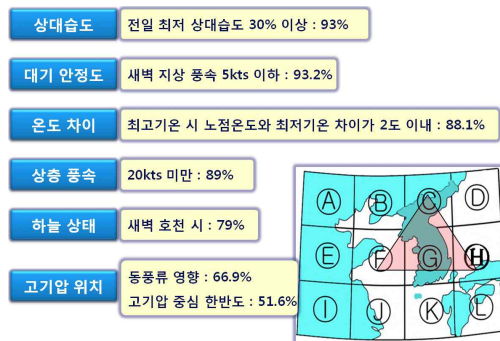 상대습도
전일 최저 상대습도 30% 이상 : 93%
대기 안정도
새벽 지상 풍속 5kts 이하 : 93.2%
온도 차이
최고기온 시 노점온도와 최저기온 차이가 2도 이내 : 88.1%
상층 풍속
20kts 미만 : 89%
하늘 상태
새벽 호천 시 : 79%
고기압 위치
동풍류 영향 : 66.9%
고기압 중심 한반도 : 51.6%
Ⓐ Ⓑ Ⓒ Ⓓ
Ⓔ Ⓕ Ⓖ Ⓗ
Ⓘ Ⓙ Ⓚ Ⓛ